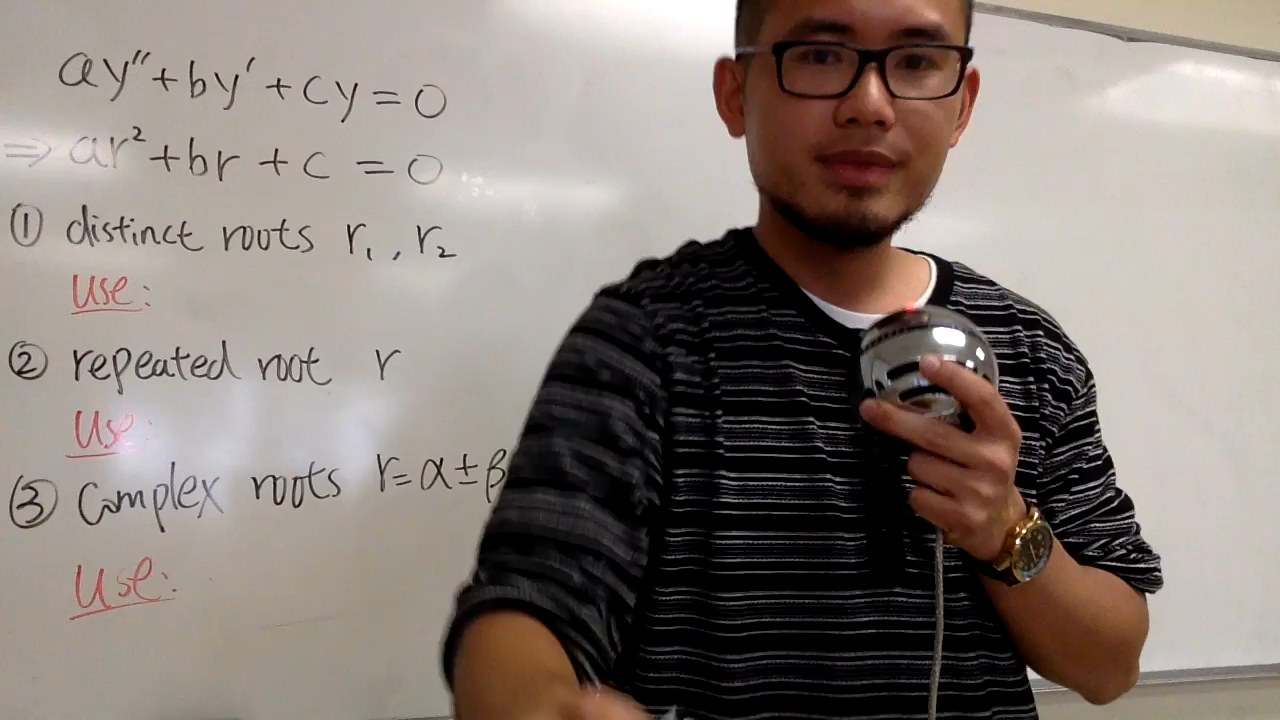 ay''+by'+cy=0
⇒ ar²+br+c=0
① distinct roots r₁, r₂
Use:
② repeated root r
Use:
③ Complex roots r=α±β
Use: